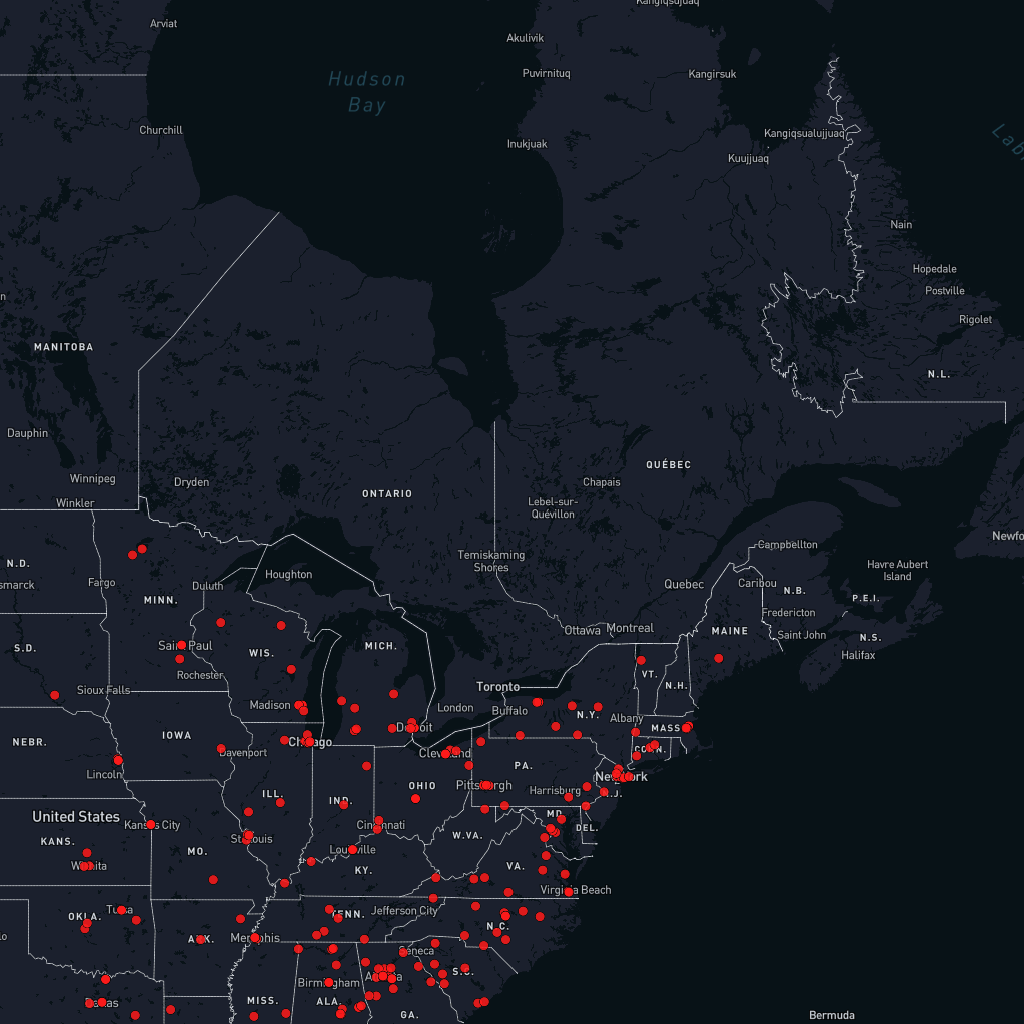 Kangiqsujuaq
Arviat
Akulivik
Hudson
Bay
Puvirnituq
Kangirsuk
Churchill
Kangiqsualujjuaq
Inukjuak
Kuujjuaq
Nain
Hopedale
Postville
Rigolet
MANITOBA
N.L.
Dauphin
QUÉBEC
Winnipeg
Dryden
Chapais
ONTARIO
Winkler
Lebel-sur-
Quévillon
Campbellton
Temiskaming
Shores
N.D.
Havre Aubert
Island
Houghton
Fargo
Duluth
Quebec
Caribou
N.B.
MINN.
P.E.I.
Fredericton
Ottawa
Montreal
MAINE
Saint John
N.S.
Saint Paul
MICH.
S.D.
WIS.
Halifax
Rochester
VT.
N.H.
Toronto
Sioux Falls
Madison
London
Buffalo
N.Y.
Albany
MASS.
Detroit
IOWA
NEBR.
Chicago
CONN.
Davenport
Cleveland
PA.
Lincoln
New York
OHIO
Pittsburgh
Harrisburg
N.J.
ILL.
IND.
United States
MD.
Kansas City
Cincinnati
DEL.
W.VA.
KANS.
St. Louis
MO.
Louisville
Wichita
KY.
VA.
Virginia Beach
Tulsa
OKLA.
TENN.
Jefferson City
N.C.
ARK.
Memphis
Seneca
S.C.
Atlanta
Birmingham
Dallas
MISS.
ALA.
GA.
Bermuda